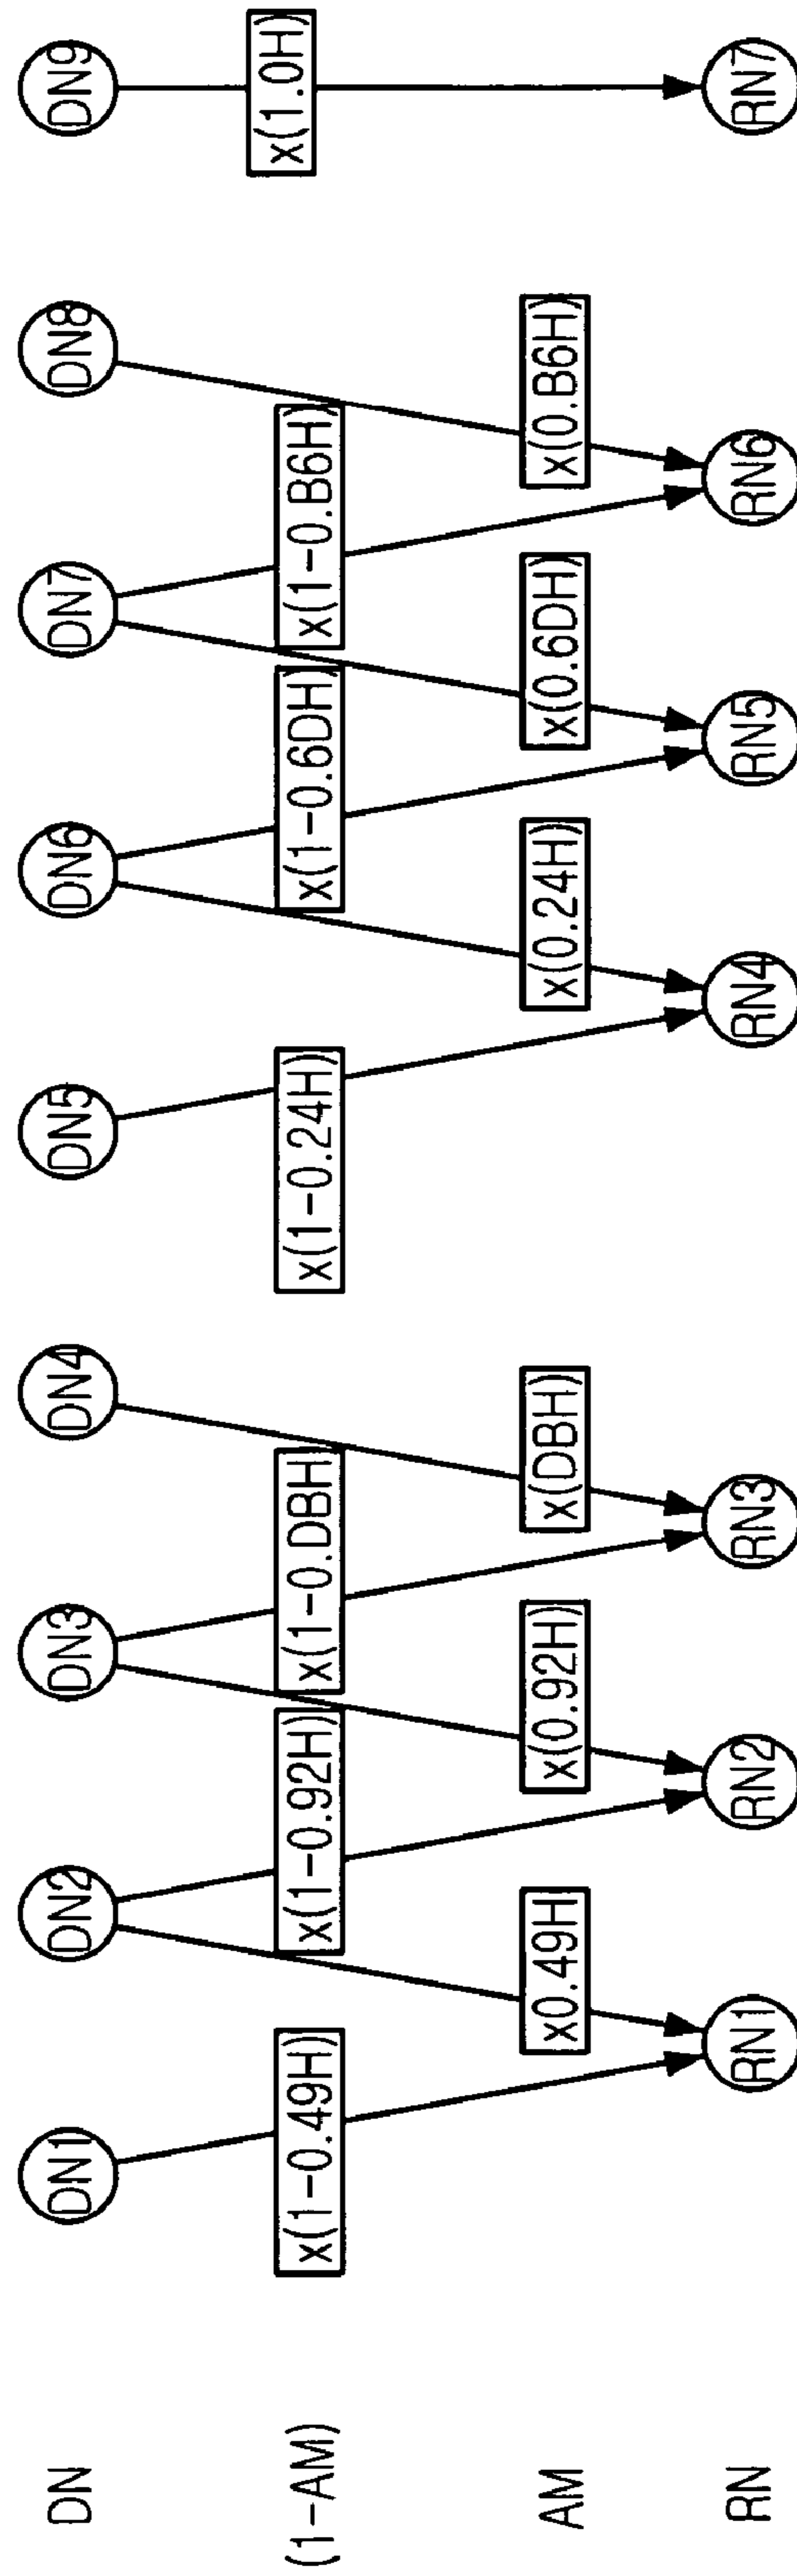 DN
DN1
DN2
DN3
DN4
DN5
DN6
DN7
DN8
DN9
(1-AM)
x(1-0.49H)
x(1-0.92H)
x(1-0.DBH
x(1-0.24H)
x(1-0.6DH)
x(1-0.B6H)
x(1.0H)
AM
x0.49H
x(0.92H)
x(DBH)
x(0.24H)
x(0.6DH)
x(0.B6H)
RN
RN1
RN2
RN3
RN4
RN5
RN6
RN7